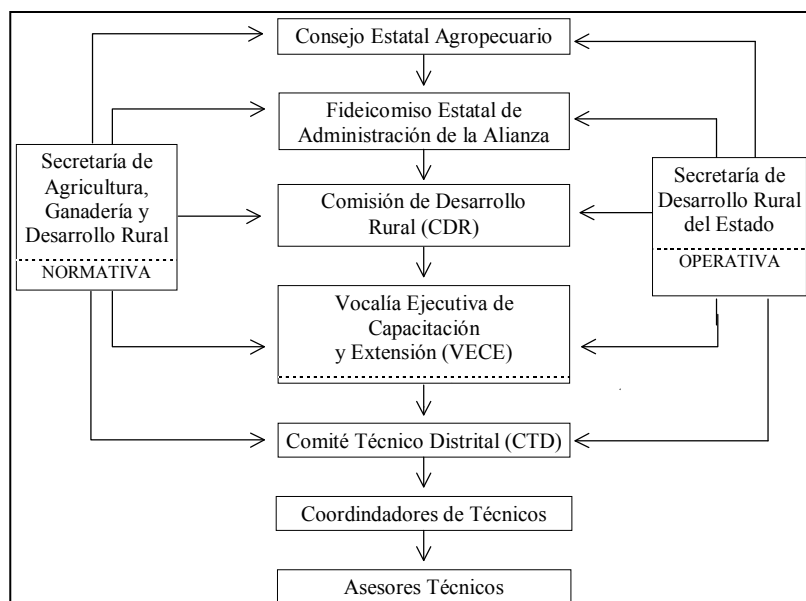 Consejo Estatal Agropecuario
Fideicomiso Estatal de
Administración de la Alianza
Secretaría de
Agricultura,
Ganadería y
Desarrollo Rural
NORMATIVA
Comisión de Desarrollo
Rural (CDR)
Secretaría de
Desarrollo Rural
del Estado
OPERATIVA
Vocalía Ejecutiva de
Capacitación
y Extensión (VECE)
Comité Técnico Distrital (CTD)
Coordindadores de Técnicos
Asesores Técnicos